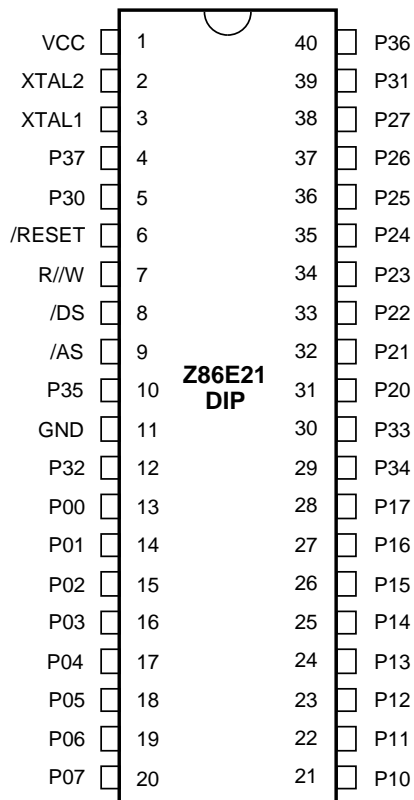 VCC 1 40 P36
XTAL2 2 39 P31
XTAL1 3 38 P27
P37 4 37 P26
P30 5 36 P25
/RESET 6 35 P24
R//W 7 34 P23
/DS 8 33 P22
/AS 9 32 P21
Z86E21
DIP
P35 10 31 P20
GND 11 30 P33
P32 12 29 P34
P00 13 28 P17
P01 14 27 P16
P02 15 26 P15
P03 16 25 P14
P04 17 24 P13
P05 18 23 P12
P06 19 22 P11
P07 20 21 P10